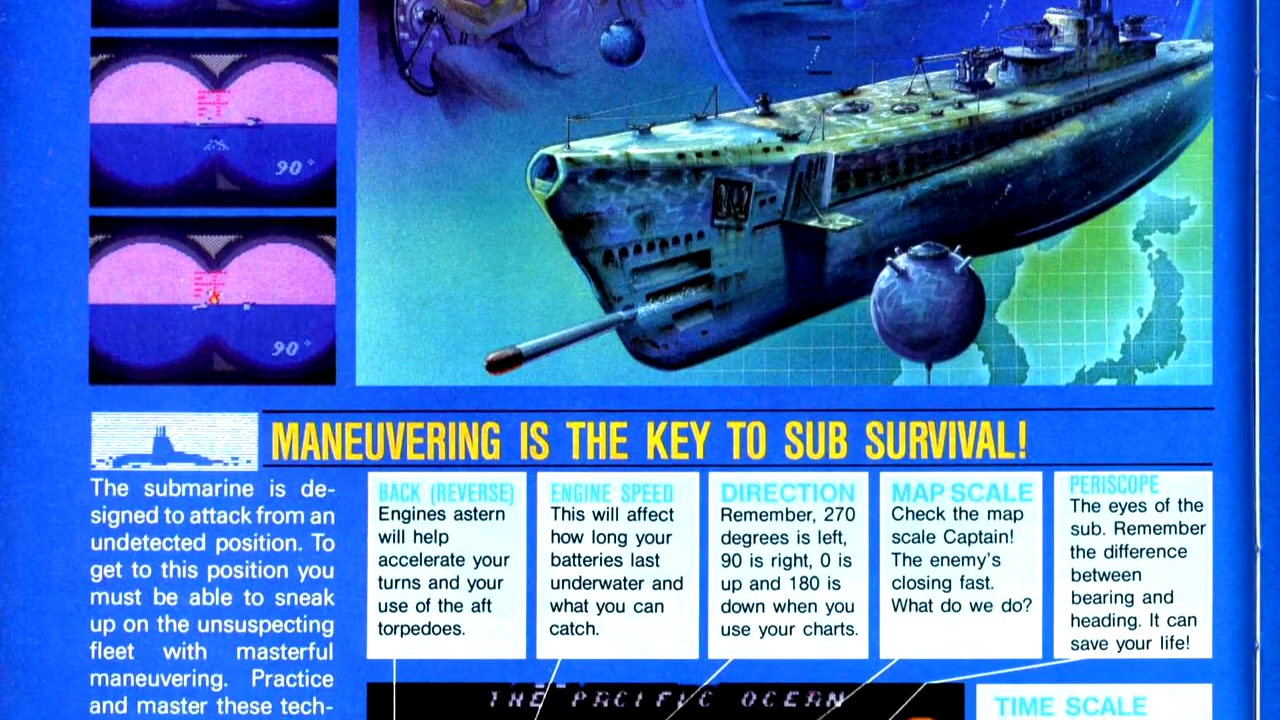 90°
90°
MANEUVERING IS THE KEY TO SUB SURVIVAL!
The submarine is de-
signed to attack from an
undetected position. To
get to this position you
must be able to sneak
up on the unsuspecting
fleet with masterful
maneuvering. Practice
and master these tech-
BACK (REVERSE)
Engines astern
will help
accelerate your
turns and your
use of the aft
torpedoes.
ENGINE SPEED
This will affect
how long your
batteries last
underwater and
what you can
catch.
DIRECTION
Remember, 270
degrees is left,
90 is right, 0 is
up and 180 is
down when you
use your charts.
MAP SCALE
Check the map
scale Captain!
The enemy's
closing fast.
What do we do?
PERISCOPE
The eyes of the
sub. Remember
the difference
between
bearing and
heading. It can
save your life!
THE PACIFIC OCEAN
TIME SCALE